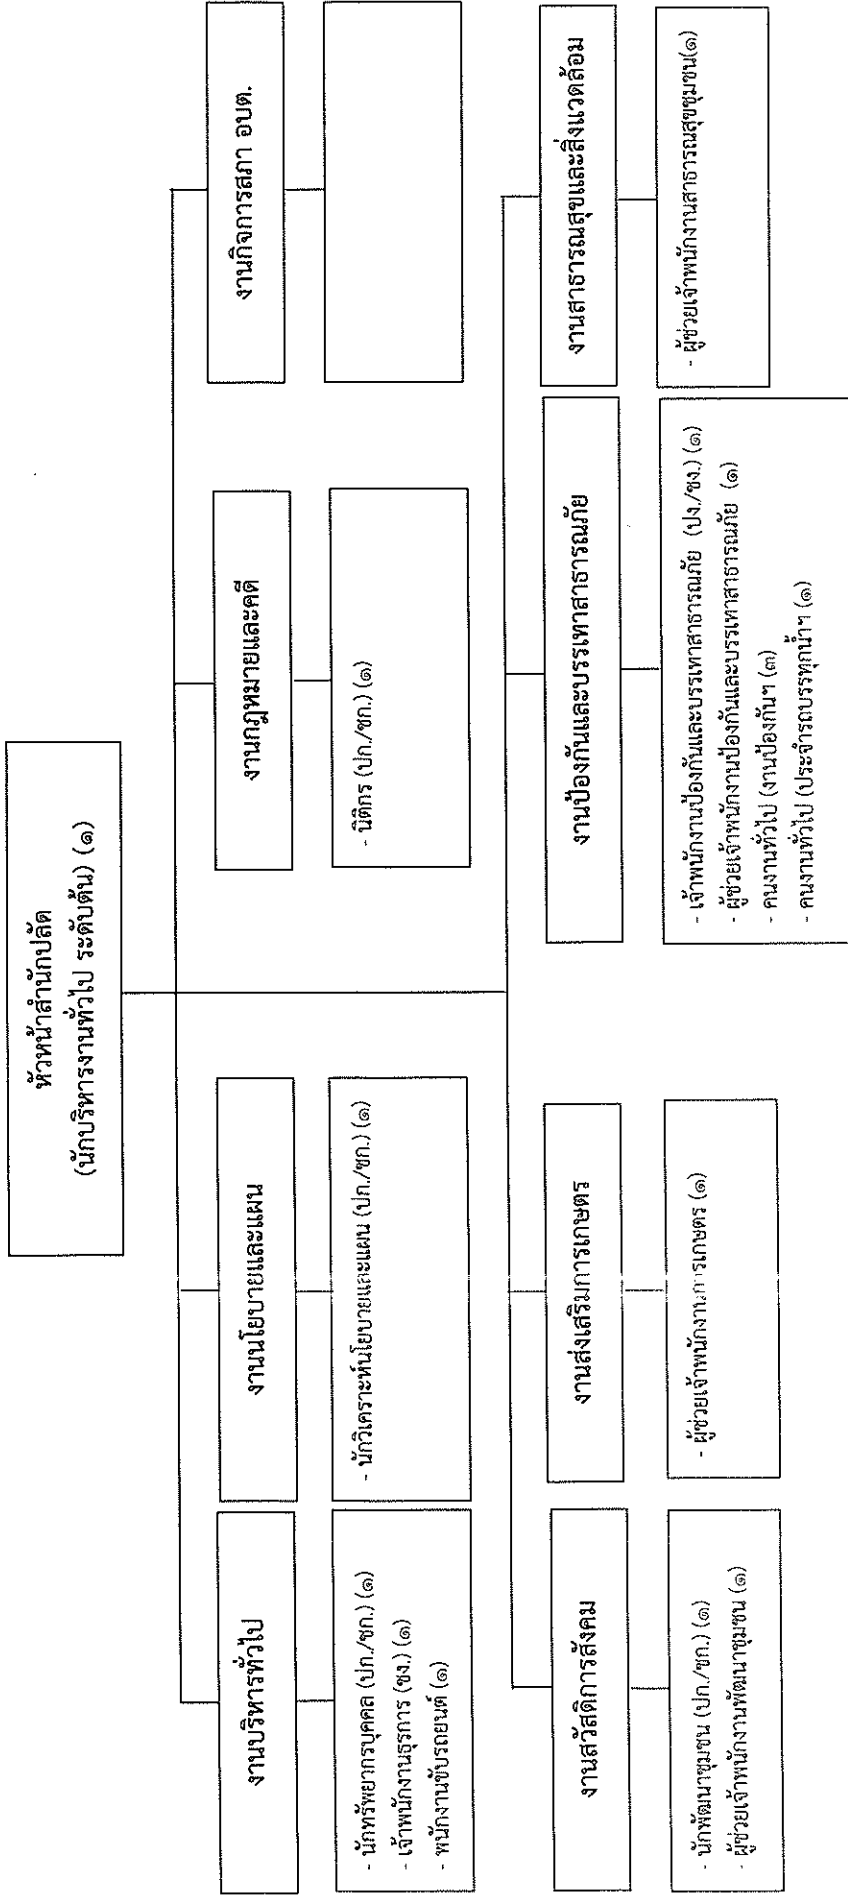 หัวหน้าสำนักปลัด
(นักบริหารงานทั่วไป ระดับต้น) (๑)
งานบริหารทั่วไป
- นักทรัพยากรบุคคล (ปก./ชก.) (๑)
- เจ้าพนักงานธุรการ (ชง.) (๑)
- พนักงานขับรถยนต์ (๑)
งานนโยบายและแผน
- นักวิเคราะห์นโยบายและแผน (ปก./ชก.) (๑)
งานกฎหมายและคดี
- นิติกร (ปก./ชก.) (๑)
งานกิจการสภา อบต.
งานสวัสดิการสังคม
- นักพัฒนาชุมชน (ปก./ชก.) (๑)
- ผู้ช่วยเจ้าพนักงานพัฒนาชุมชน (๑)
งานส่งเสริมการเกษตร
- ผู้ช่วยเจ้าพนักงานการเกษตร (๑)
งานป้องกันและบรรเทาสาธารณภัย
- เจ้าพนักงานป้องกันและบรรเทาสาธารณภัย (ปง./ชง.) (๑)
- ผู้ช่วยเจ้าพนักงานป้องกันและบรรเทาสาธารณภัย (๑)
- คนงานทั่วไป (งานป้องกันฯ (๓)
- คนงานทั่วไป (ประจำรถบรรทุกน้ำฯ (๑)
งานสาธารณสุขและสิ่งแวดล้อม
- ผู้ช่วยเจ้าพนักงานสาธารณสุขชุมชน(๑)